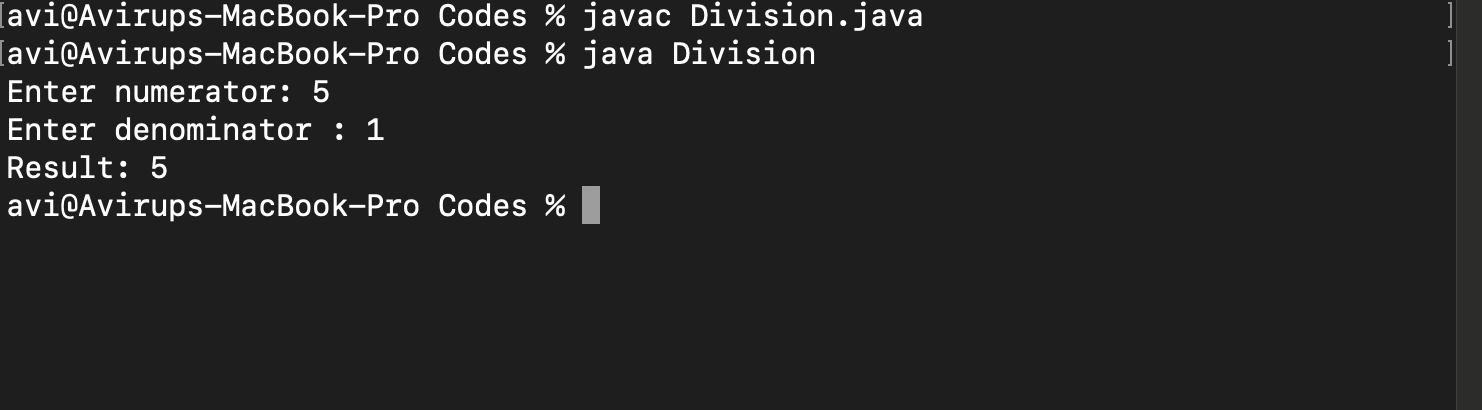 [avi@Avirups-MacBook-Pro Codes % javac Division.java ]
[avi@Avirups-MacBook-Pro Codes % java Division ]
Enter numerator: 5
Enter denominator : 1
Result: 5
avi@Avirups-MacBook-Pro Codes %